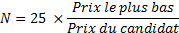 N = 25 × Prix le plus bas / Prix du candidat